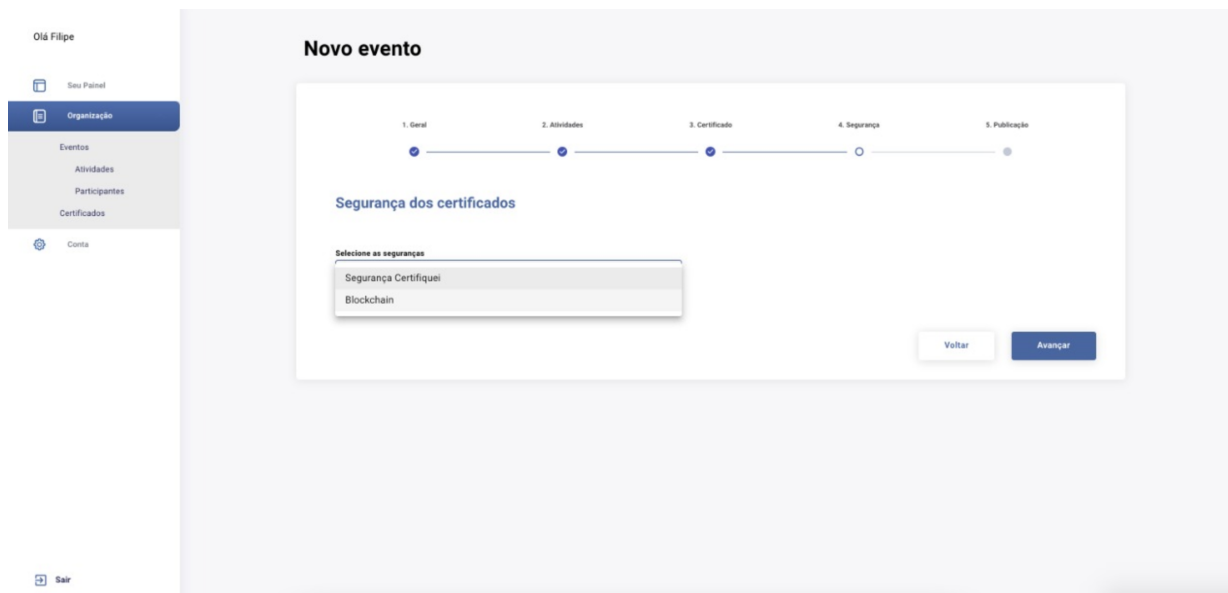 Olá Filipe
Seu Painel
Organização
Eventos
Atividades
Participantes
Certificados
Conta
Sair
Novo evento
1. Geral
2. Atividades
3. Certificado
4. Segurança
5. Publicação
Segurança dos certificados
Selecione as seguranças
Segurança Certifiquei
Blockchain
Voltar
Avançar